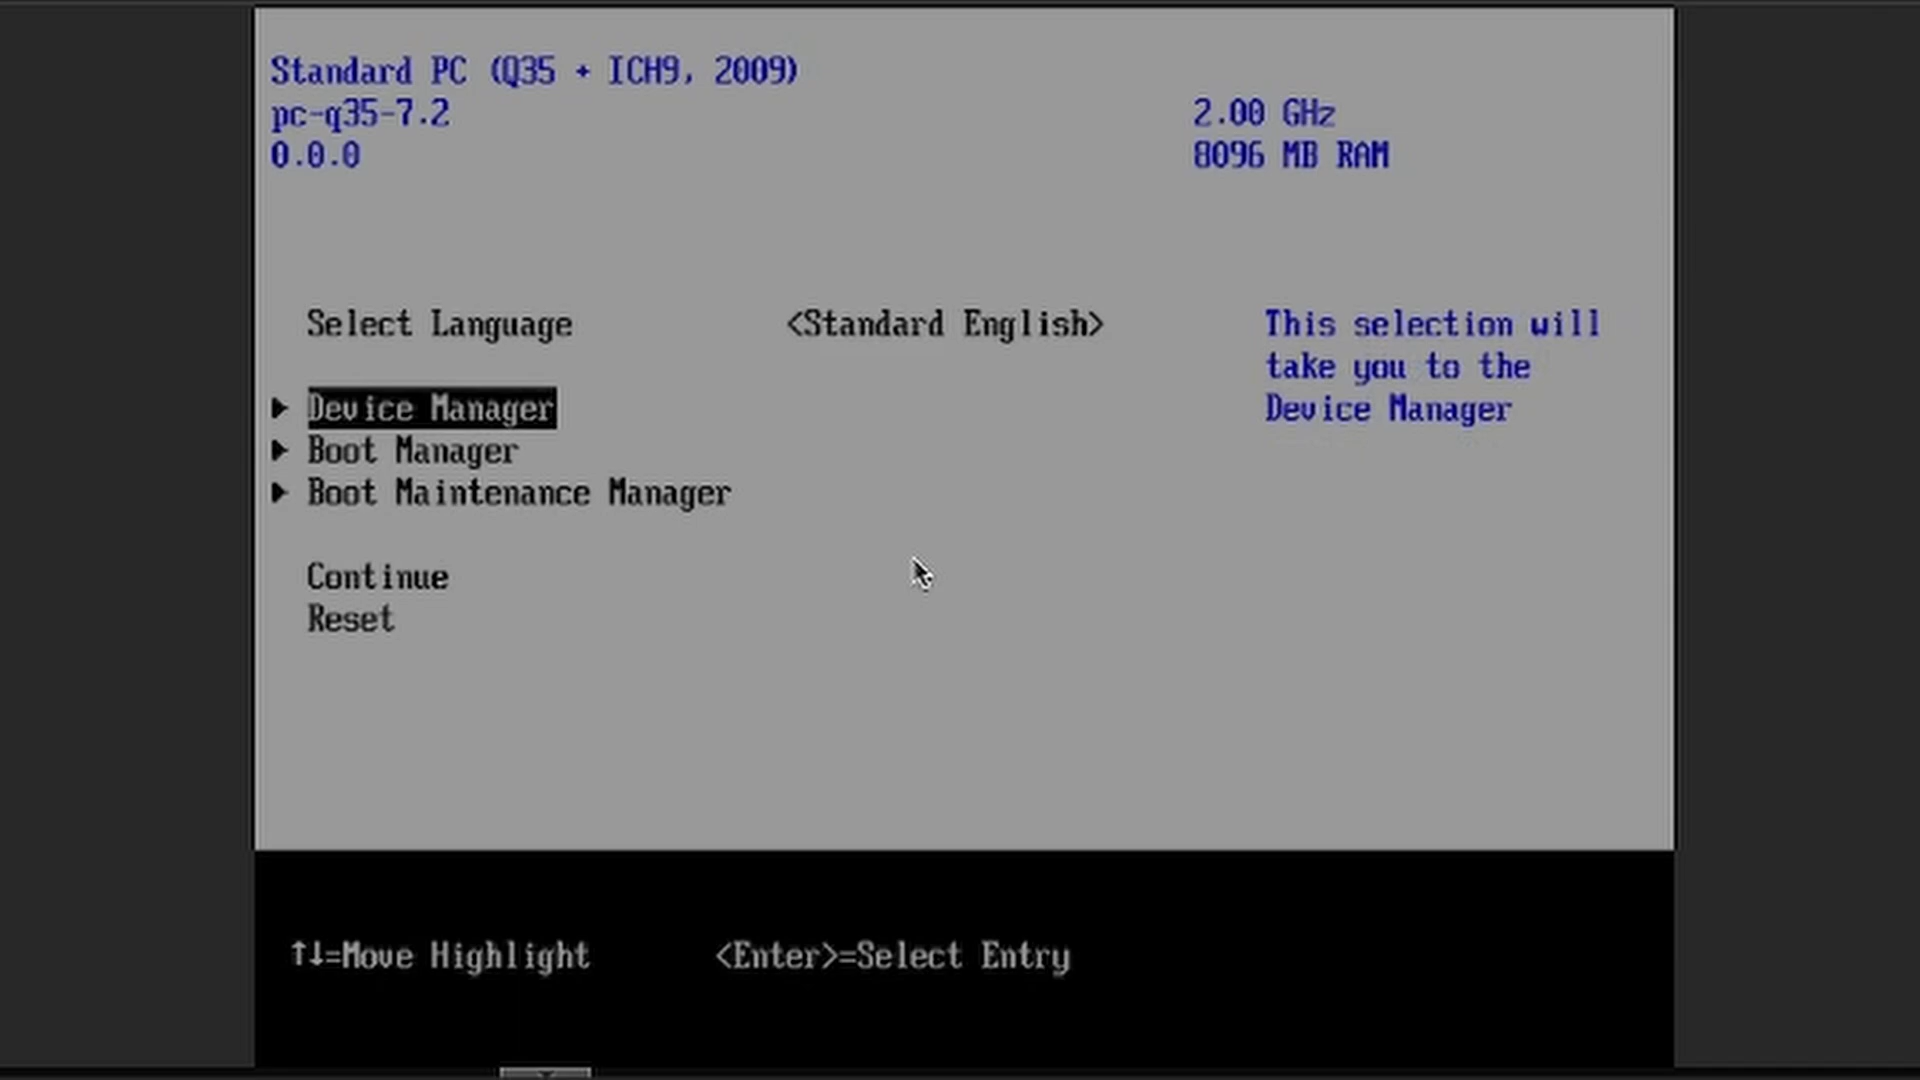 Standard PC (Q35 + ICH9, 2009)
pc-q35-7.2 2.00 GHz
0.0.0 8096 MB RAM
Select Language <Standard English> This selection will
take you to the
Device Manager Device Manager
Boot Manager
Boot Maintenance Manager
Continue
Reset
↑↓=Move Highlight <Enter>=Select Entry